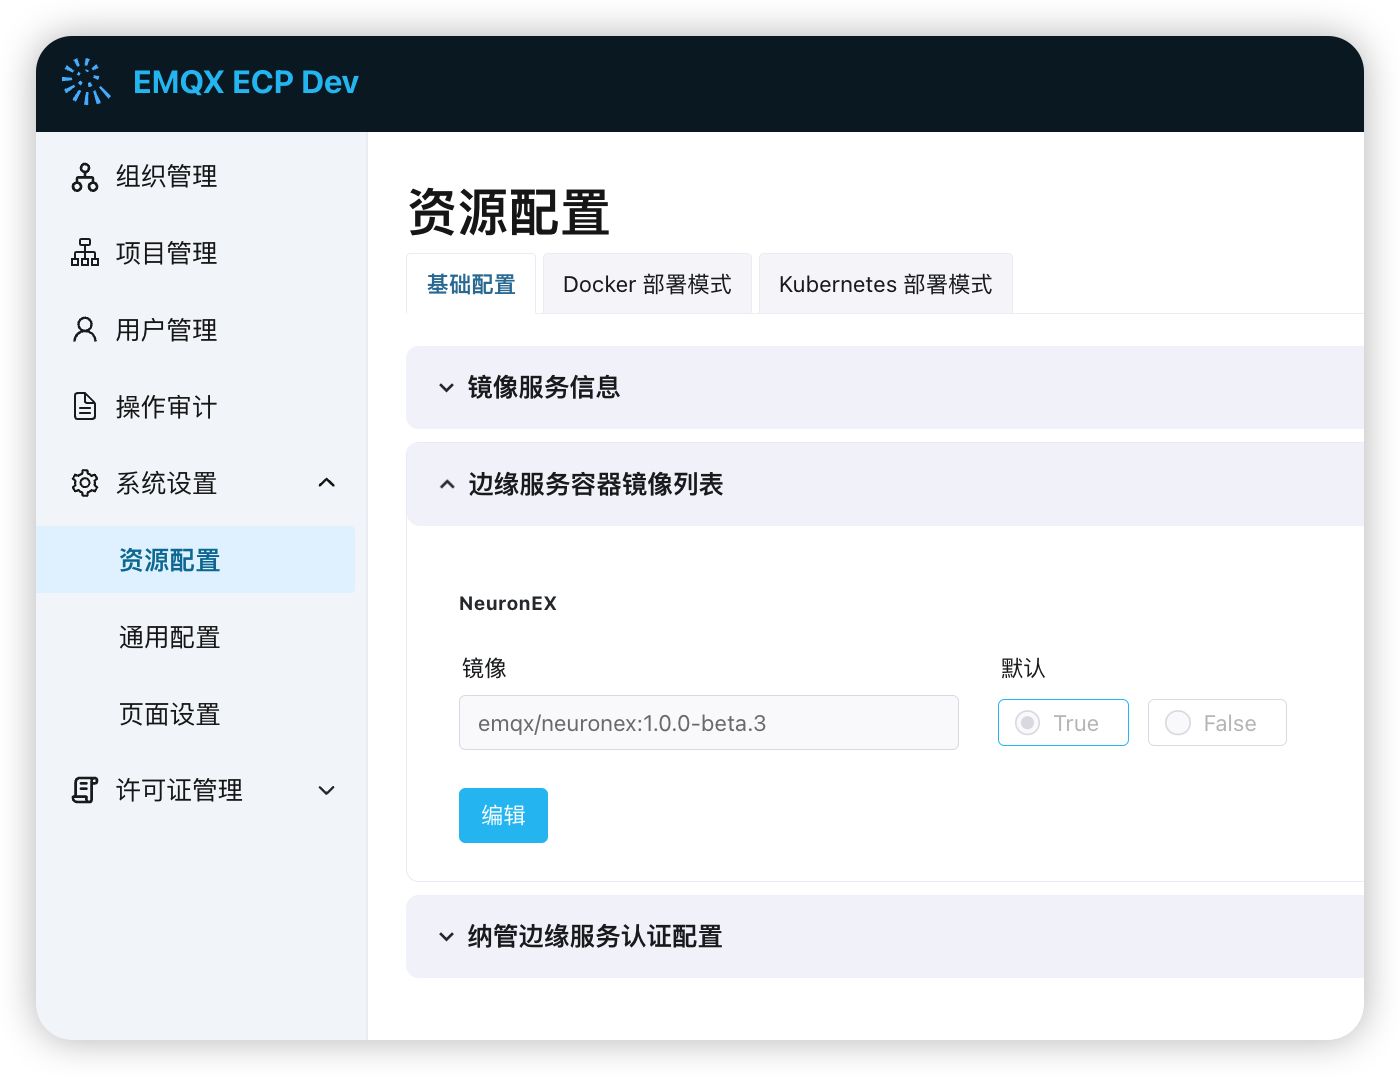 EMQX ECP Dev
组织管理
项目管理
用户管理
操作审计
系统设置
资源配置
通用配置
页面设置
许可证管理
资源配置
基础配置
Docker 部署模式
Kubernetes 部署模式
镜像服务信息
边缘服务容器镜像列表
NeuronEX
镜像
默认
emqx/neuronex:1.0.0-beta.3
True
False
编辑
纳管边缘服务认证配置